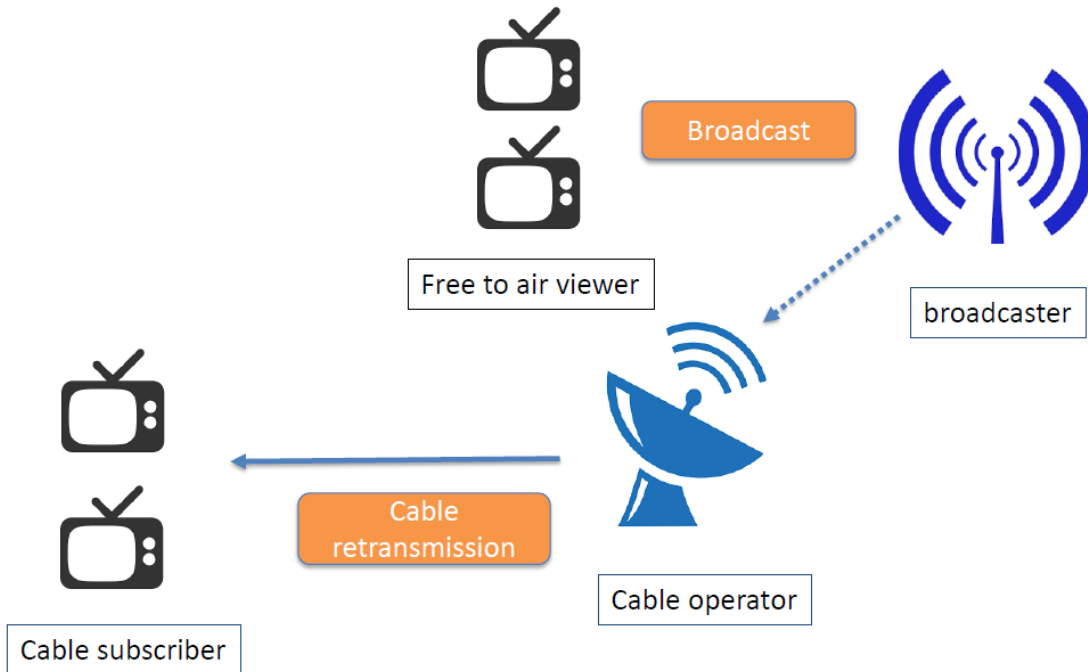 Broadcast
Free to air viewer
broadcaster
Cable
retransmission
Cable operator
Cable subscriber